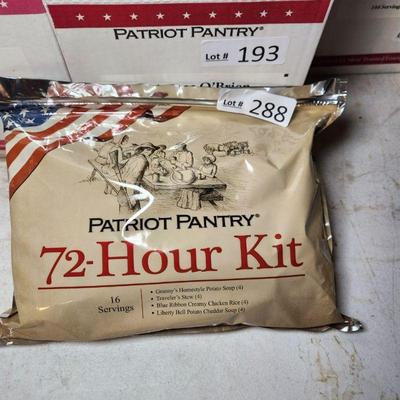 PATRIOT PANTRY®
Lot # 193
O'Brien
Lot # 288
PATRIOT PANTRY®
72-Hour Kit
16
Servings
• Granny's Homestyle Potato Soup (4)
• Traveler's Stew (4)
• Blue Ribbon Creamy Chicken Rice (4)
• Liberty Bell Potato Cheddar Soup (4)